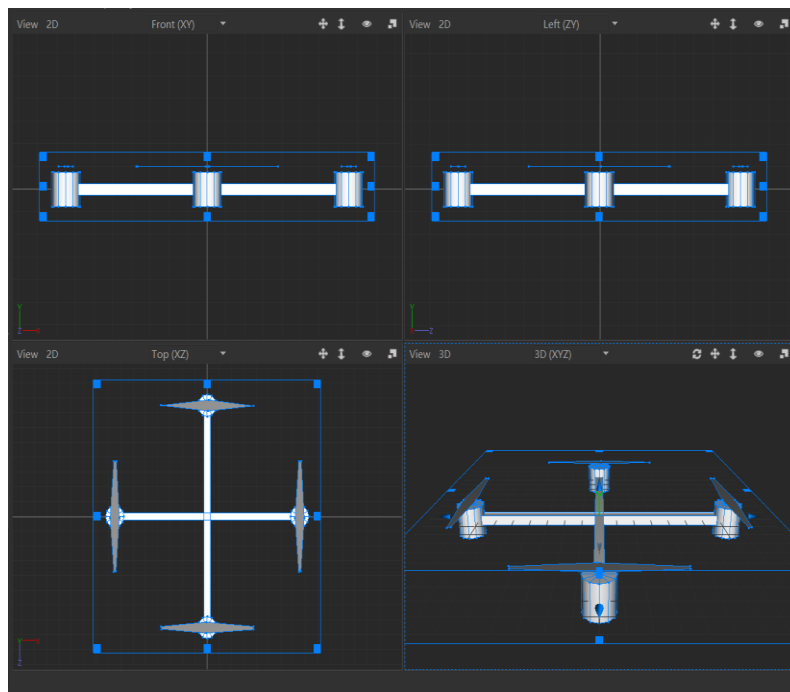 View 2D Front (XY)
View 2D Left (ZY)
Y
Z
Y
Z
View 2D Top (XZ)
View 3D 3D (XYZ)
Z